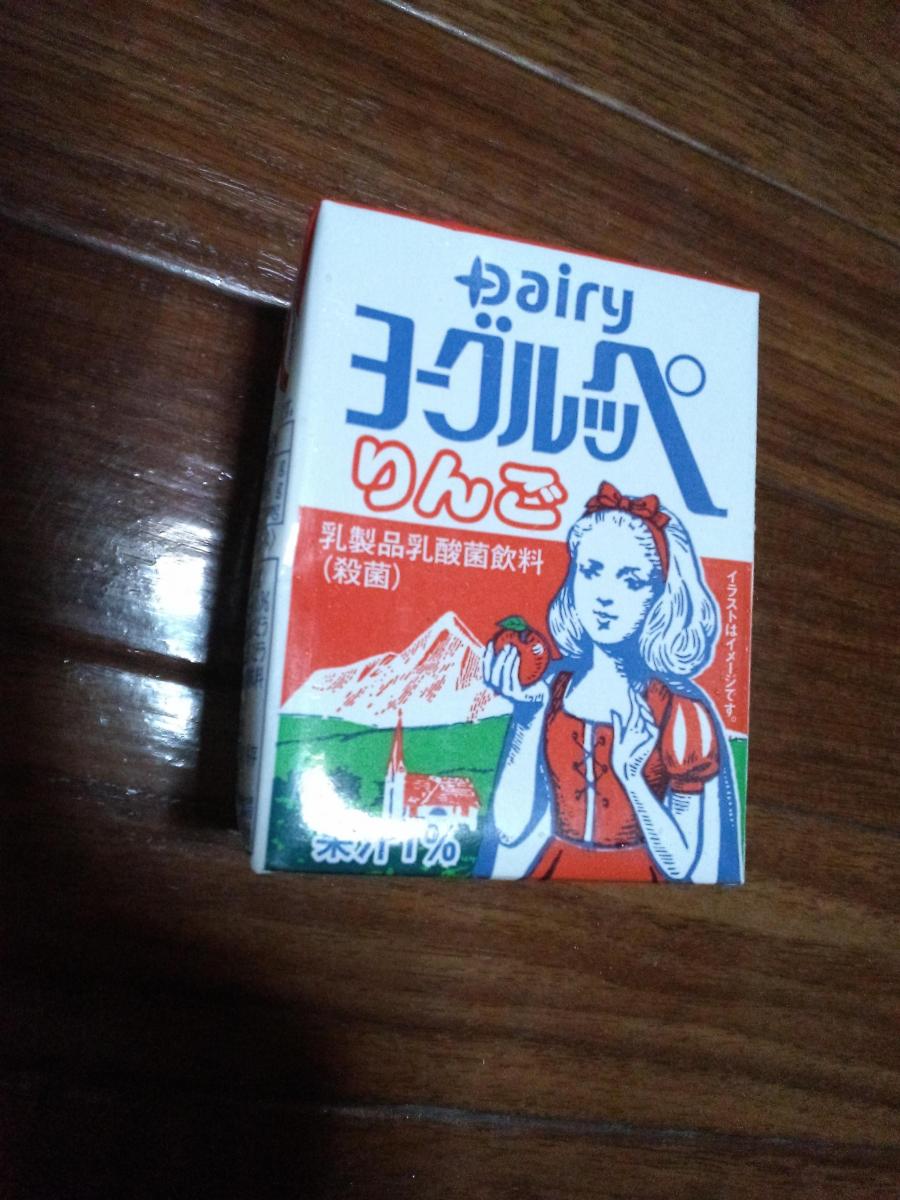 Dairy
ヨーグルッペ
りんご
乳製品乳酸菌飲料
(殺菌)
イラストはイメージです。
果汁1%